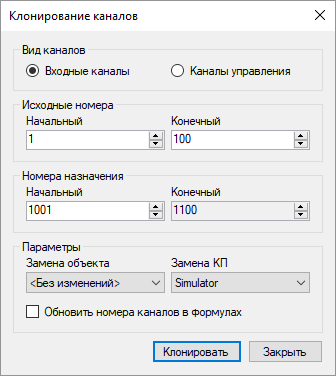 Клонирование каналов
Вид каналов
Входные каналы Каналы управления
Исходные номера
Начальный Конечный
1 100
Номера назначения
Начальный Конечный
1001 1100
Параметры
Замена объекта Замена КП
<Без изменений> Simulator
Обновить номера каналов в формулах
Клонировать Закрыть